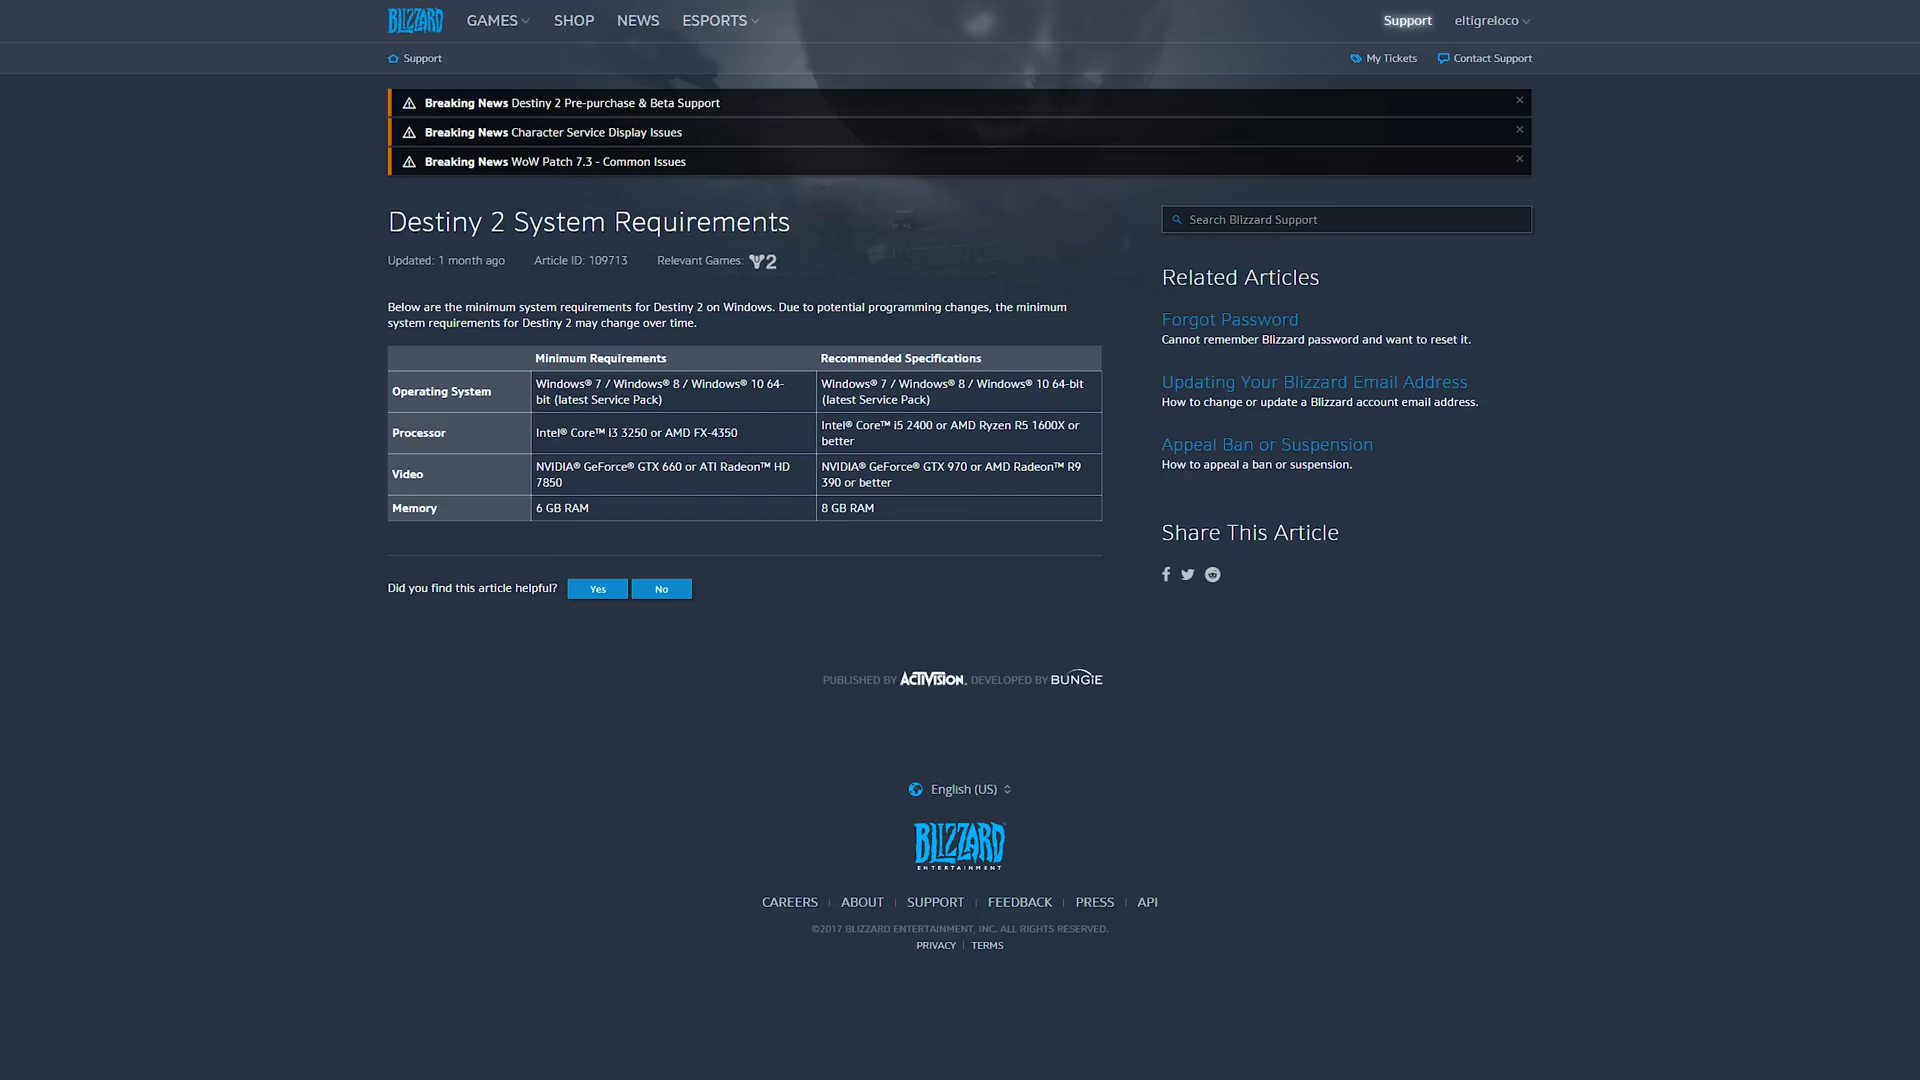 BLIZZARD GAMES SHOP NEWS ESPORTS Support eltigreloco
Support My Tickets Contact Support
Breaking News Destiny 2 Pre-purchase & Beta Support
Breaking News Character Service Display Issues
Breaking News WoW Patch 7.3 - Common Issues
Destiny 2 System Requirements
Updated: 1 month ago Article ID: 109713 Relevant Games: 2
Below are the minimum system requirements for Destiny 2 on Windows. Due to potential programming changes, the minimum
system requirements for Destiny 2 may change over time.
Minimum Requirements Recommended Specifications
Operating System
Windows® 7 / Windows® 8 / Windows® 10 64-
bit (latest Service Pack)
Windows® 7 / Windows® 8 / Windows® 10 64-bit
(latest Service Pack)
Processor
Intel® Core™ i3 3250 or AMD FX-4350
Intel® Core™ i5 2400 or AMD Ryzen R5 1600X or
better
Video
NVIDIA® GeForce® GTX 660 or ATI Radeon™ HD
7850
NVIDIA® GeForce® GTX 970 or AMD Radeon™ R9
390 or better
Memory 6 GB RAM 8 GB RAM
Did you find this article helpful? Yes No
PUBLISHED BY ACTIVISION. DEVELOPED BY BUNGIE
Search Blizzard Support
Related Articles
Forgot Password
Cannot remember Blizzard password and want to reset it.
Updating Your Blizzard Email Address
How to change or update a Blizzard account email address.
Appeal Ban or Suspension
How to appeal a ban or suspension.
Share This Article
English (US)
BLIZZARD
ENTERTAINMENT
CAREERS ABOUT SUPPORT FEEDBACK PRESS API
©2017 BLIZZARD ENTERTAINMENT, INC. ALL RIGHTS RESERVED.
PRIVACY TERMS